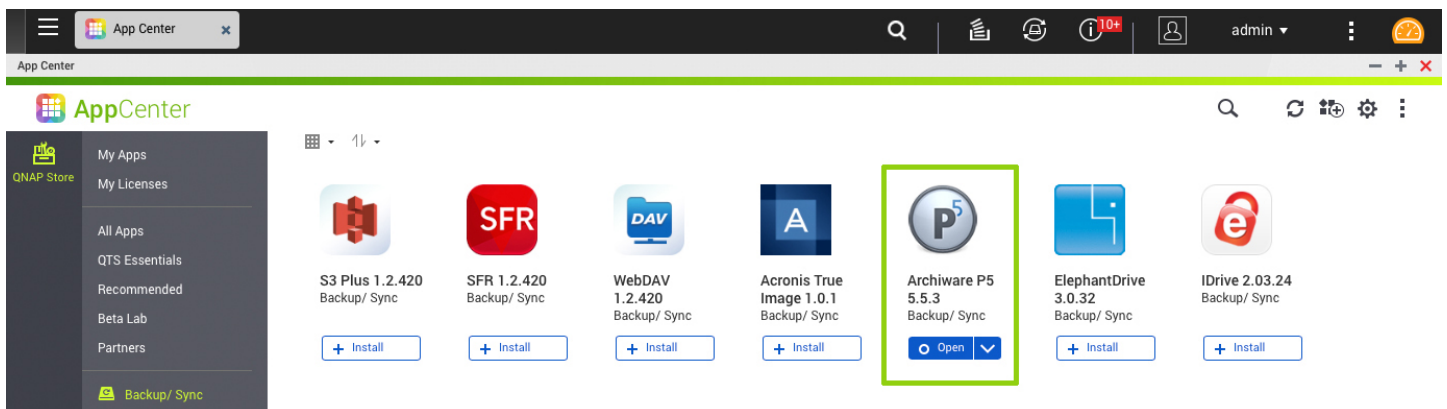 App Center
10+
admin
App Center
AppCenter
QNAP Store
My Apps
My Licenses
All Apps
QTS Essentials
Recommended
Beta Lab
Partners
Backup/ Sync
SFR
DAV
A
P5
e
S3 Plus 1.2.420
Backup/ Sync
+ Install
SFR 1.2.420
Backup/ Sync
+ Install
WebDAV
1.2.420
Backup/ Sync
+ Install
Acronis True
Image 1.0.1
Backup/ Sync
+ Install
Archiware P5
5.5.3
Backup/ Sync
Open
ElephantDrive
3.0.32
Backup/ Sync
+ Install
IDrive 2.03.24
Backup/ Sync
+ Install